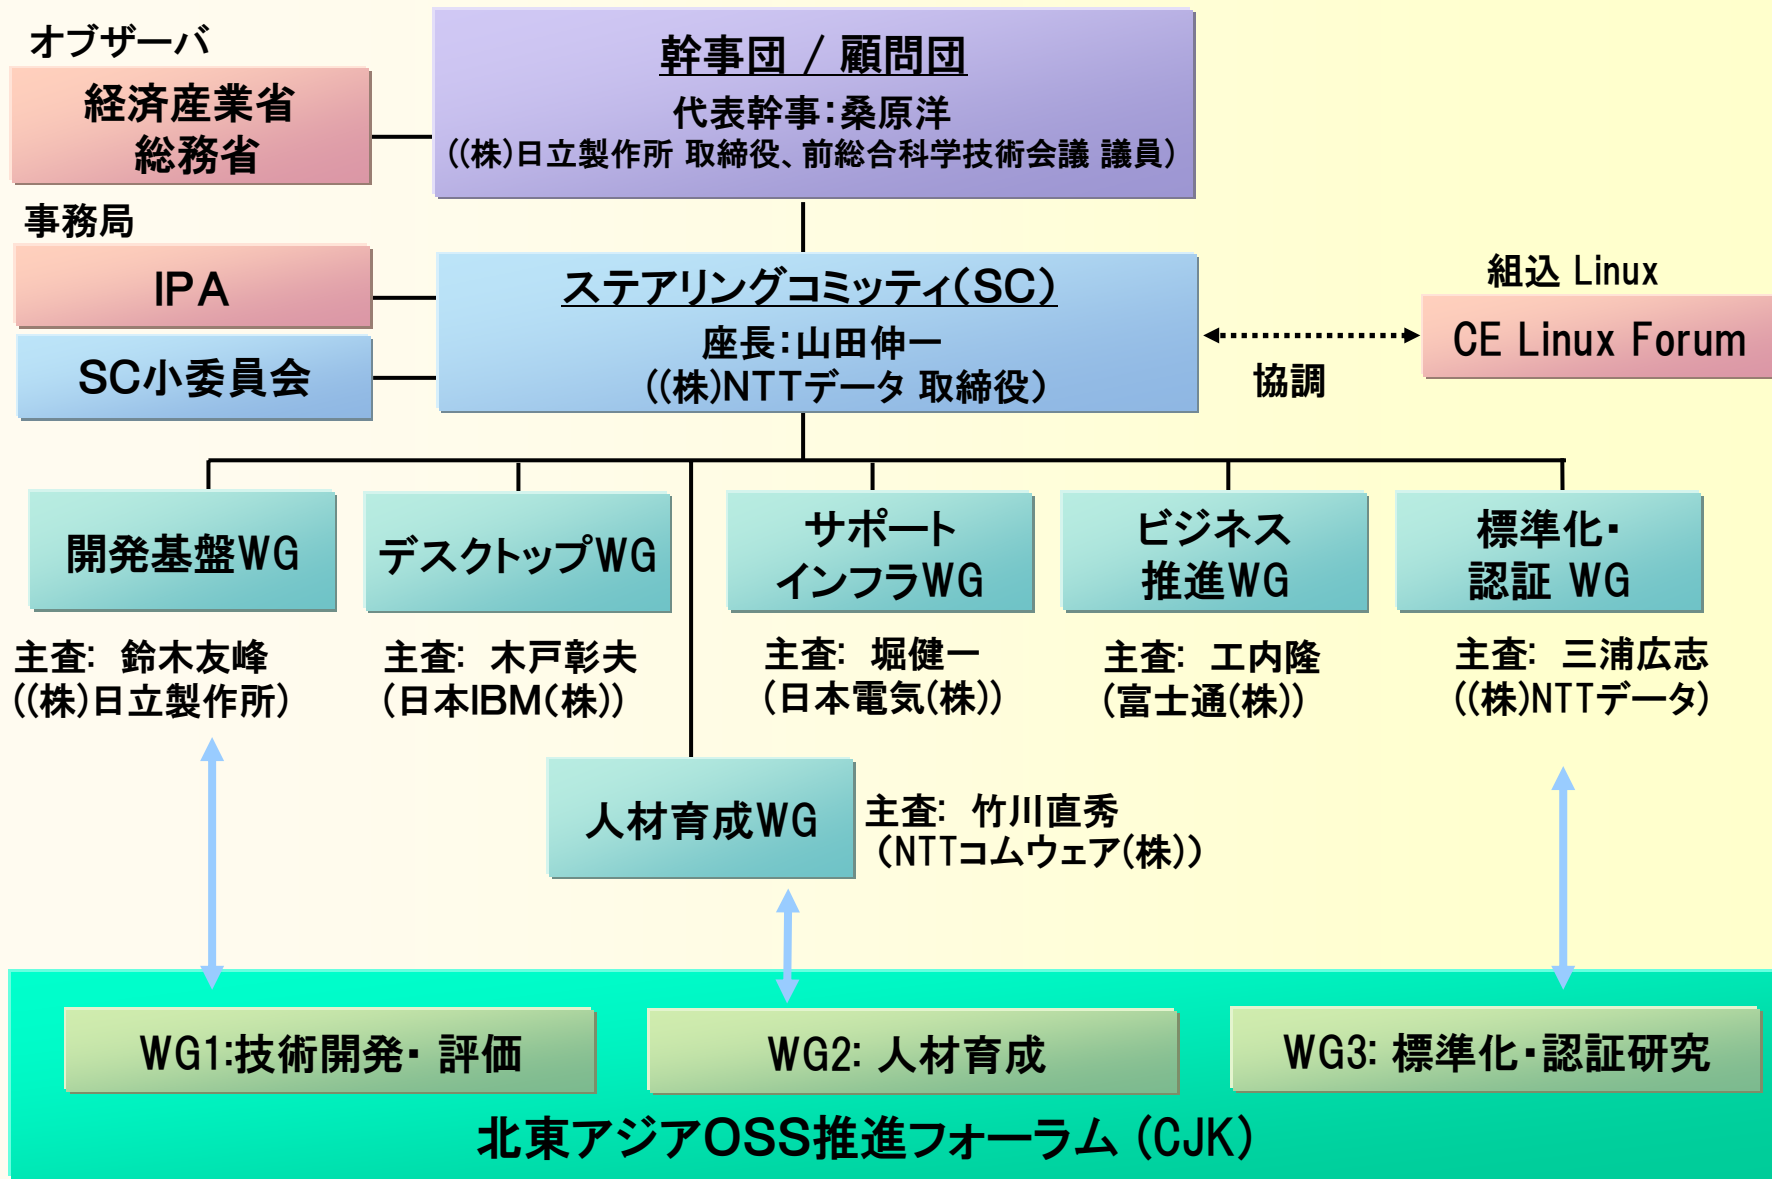 オブザーバ
経済産業省
総務省
幹事団 / 顧問団
代表幹事：桑原洋
((株)日立製作所 取締役、前総合科学技術会議 議員)
事務局
IPA
SC小委員会
ステアリングコミッティ(SC)
座長：山田伸一
((株)NTTデータ 取締役)
組込 Linux
CE Linux Forum
協調
開発基盤WG
主査: 鈴木友峰
((株)日立製作所)
デスクトップWG
主査: 木戸彰夫
(日本IBM(株))
サポート
インフラWG
主査: 堀健一
(日本電気(株))
ビジネス
推進WG
主査: 工内隆
(富士通(株))
標準化・
認証 WG
主査: 三浦広志
((株)NTTデータ)
人材育成WG
主査: 竹川直秀
(NTTコムウェア(株))
WG1:技術開発・ 評価
WG2: 人材育成
WG3: 標準化・認証研究
北東アジアOSS推進フォーラム (CJK)